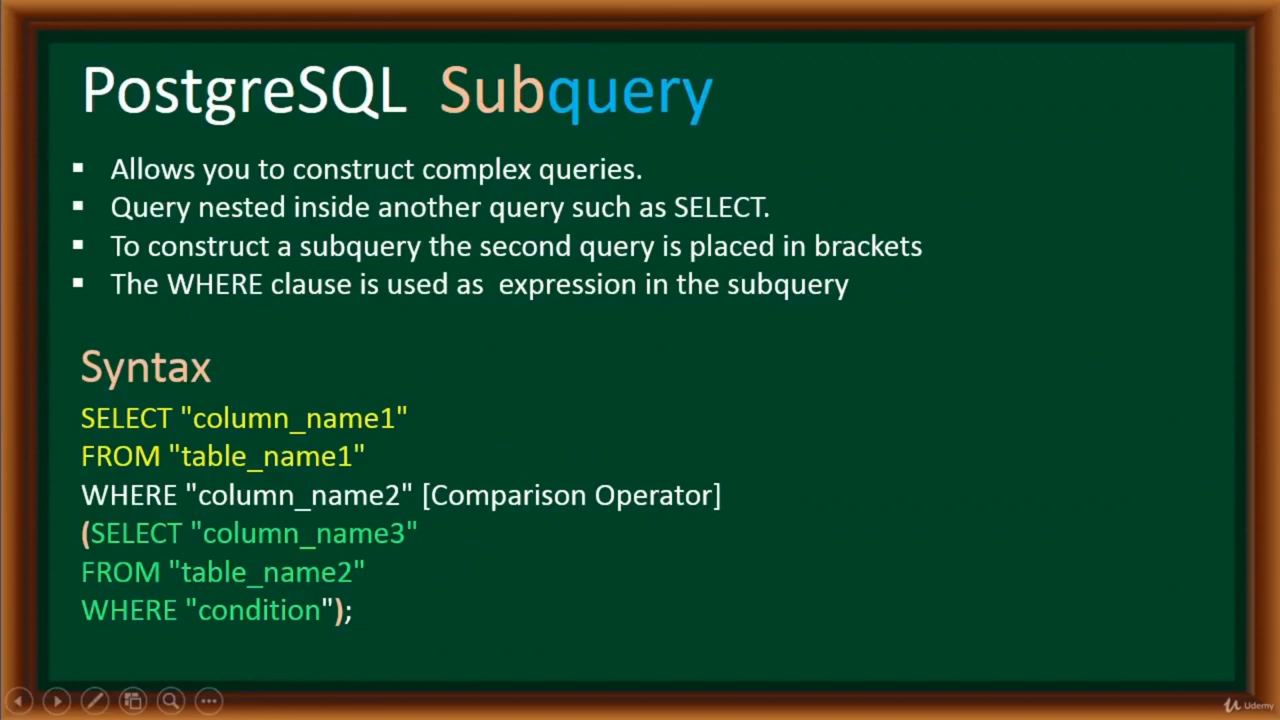 PostgreSQL Subquery
▪ Allows you to construct complex queries.
▪ Query nested inside another query such as SELECT.
▪ To construct a subquery the second query is placed in brackets
▪ The WHERE clause is used as expression in the subquery
Syntax
SELECT "column_name1"
FROM "table_name1"
WHERE "column_name2" [Comparison Operator]
(SELECT "column_name3"
FROM "table_name2"
WHERE "condition");
Udemy